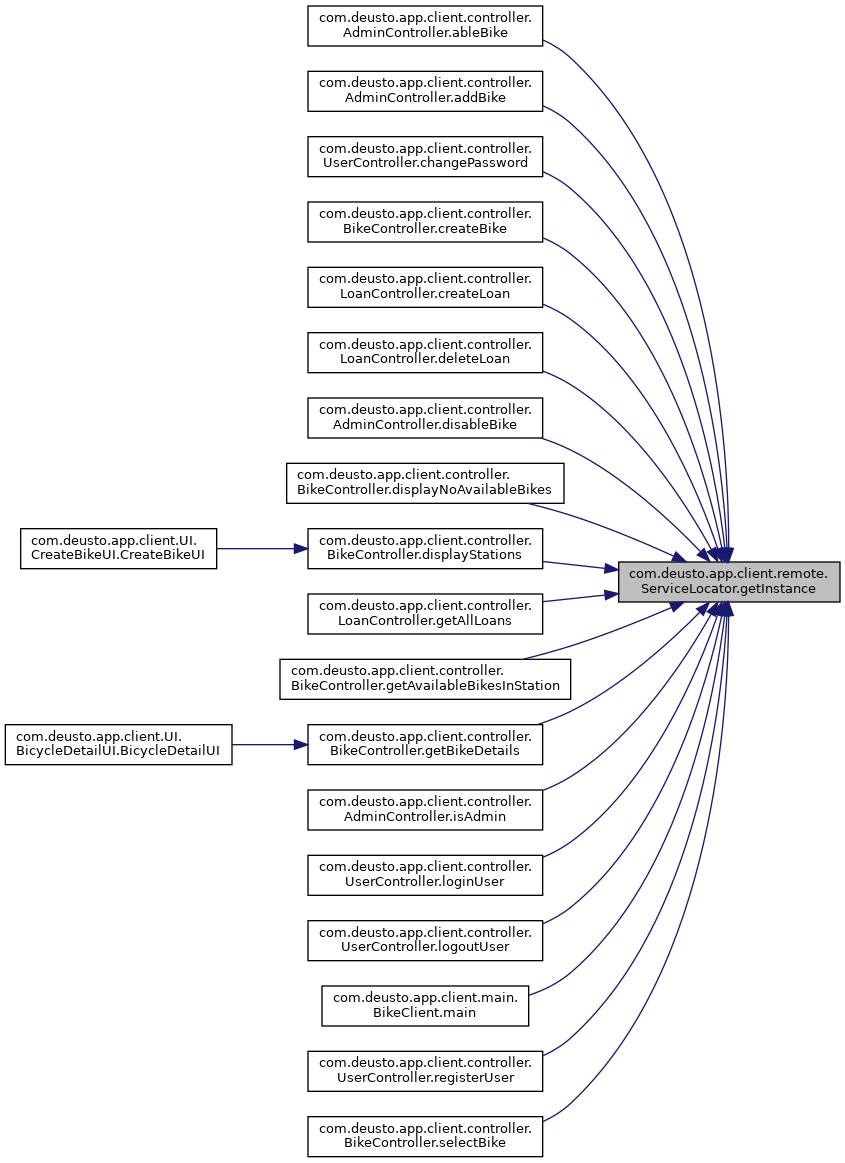 com.deusto.app.client.controller.
AdminController.ableBike
com.deusto.app.client.controller.
AdminController.addBike
com.deusto.app.client.controller.
UserController.changePassword
com.deusto.app.client.controller.
BikeController.createBike
com.deusto.app.client.controller.
LoanController.createLoan
com.deusto.app.client.controller.
LoanController.deleteLoan
com.deusto.app.client.controller.
AdminController.disableBike
com.deusto.app.client.controller.
BikeController.displayNoAvailableBikes
com.deusto.app.client.UI.
CreateBikeUI.CreateBikeUI
com.deusto.app.client.controller.
BikeController.displayStations
com.deusto.app.client.remote.
ServiceLocator.getInstance
com.deusto.app.client.controller.
LoanController.getAllLoans
com.deusto.app.client.controller.
BikeController.getAvailableBikesInStation
com.deusto.app.client.UI.
BicycleDetailUI.BicycleDetailUI
com.deusto.app.client.controller.
BikeController.getBikeDetails
com.deusto.app.client.controller.
AdminController.isAdmin
com.deusto.app.client.controller.
UserController.loginUser
com.deusto.app.client.controller.
UserController.logoutUser
com.deusto.app.client.main.
BikeClient.main
com.deusto.app.client.controller.
UserController.registerUser
com.deusto.app.client.controller.
BikeController.selectBike